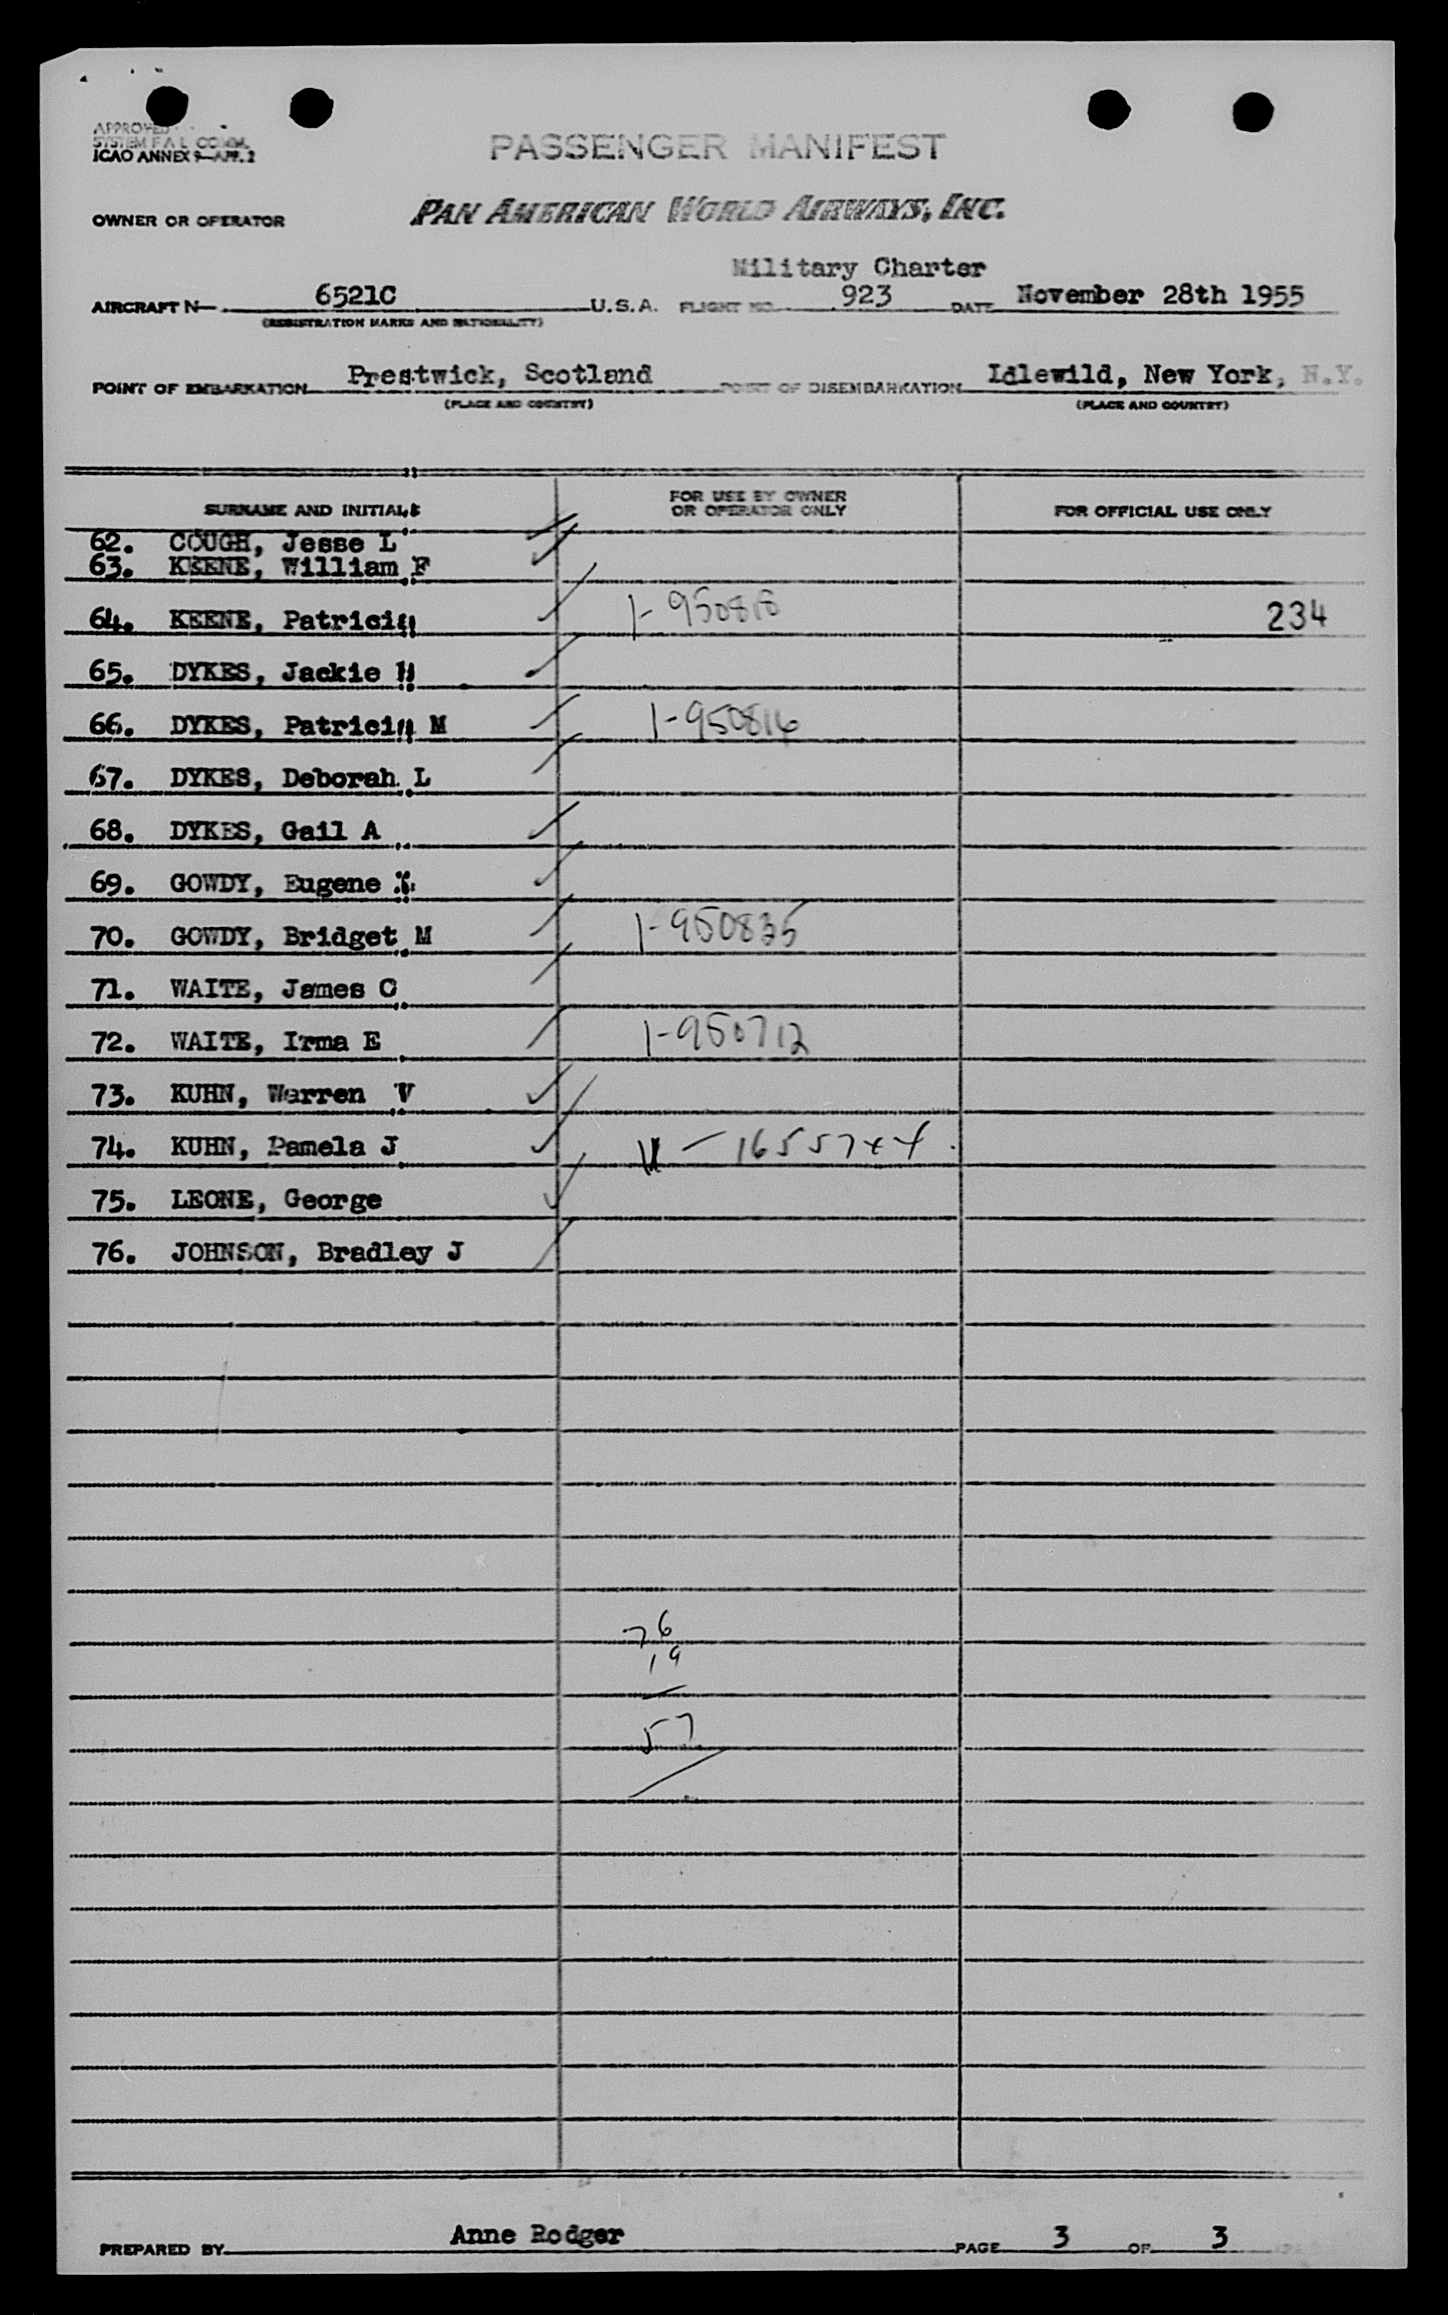 APPROVED
SYSTEM F A L COMM.
ICAO ANNEX 9—APP. 2
PASSENGER MANIFEST
OWNER OR OPERATOR PAN AMERICAN WORLD AIRWAYS, INC.
Military Charter
AIRCRAFT N— 6521C U.S.A. FLIGHT NO. 923 DATE November 28th 1955
(REGISTRATION MARKS AND NATIONALITY)
POINT OF EMBARKATION Prestwick, Scotland POINT OF DISEMBARKATION Idlewild, New York, N.Y.
(PLACE AND COUNTRY) (PLACE AND COUNTRY)
SURNAME AND INITIALS FOR USE BY OWNER OR OPERATOR ONLY FOR OFFICIAL USE ONLY
62. COUGH, Jesse L
63. KEENE, William F
64. KEENE, Patricia 1-950818 234
65. DYKES, Jackie H
66. DYKES, Patricia M 1-950816
67. DYKES, Deborah L
68. DYKES, Gail A
69. GOWDY, Eugene
70. GOWDY, Bridget M 1-950835
71. WAITE, James C
72. WAITE, Irma E 1-950712
73. KUHN, Warren V
74. KUHN, Pamela J - 1655744
75. LEONE, George
76. JOHNSON, Bradley J
76
19
57
PREPARED BY Anne Rodger PAGE 3 OF 3